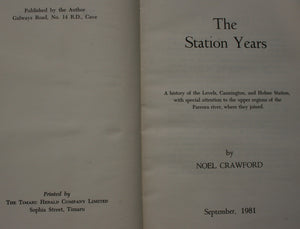 Published by the Author
Galways Road, No. 14 R.D., Cave
Printed by
THE TIMARU HERALD COMPANY LIMITED
Sophia Street, Timaru
The
Station Years
A history of the Levels, Cannington, and Holme Station,
with special attention to the upper regions of the
Pareora river, where they joined.
by
NOEL CRAWFORD
September, 1981